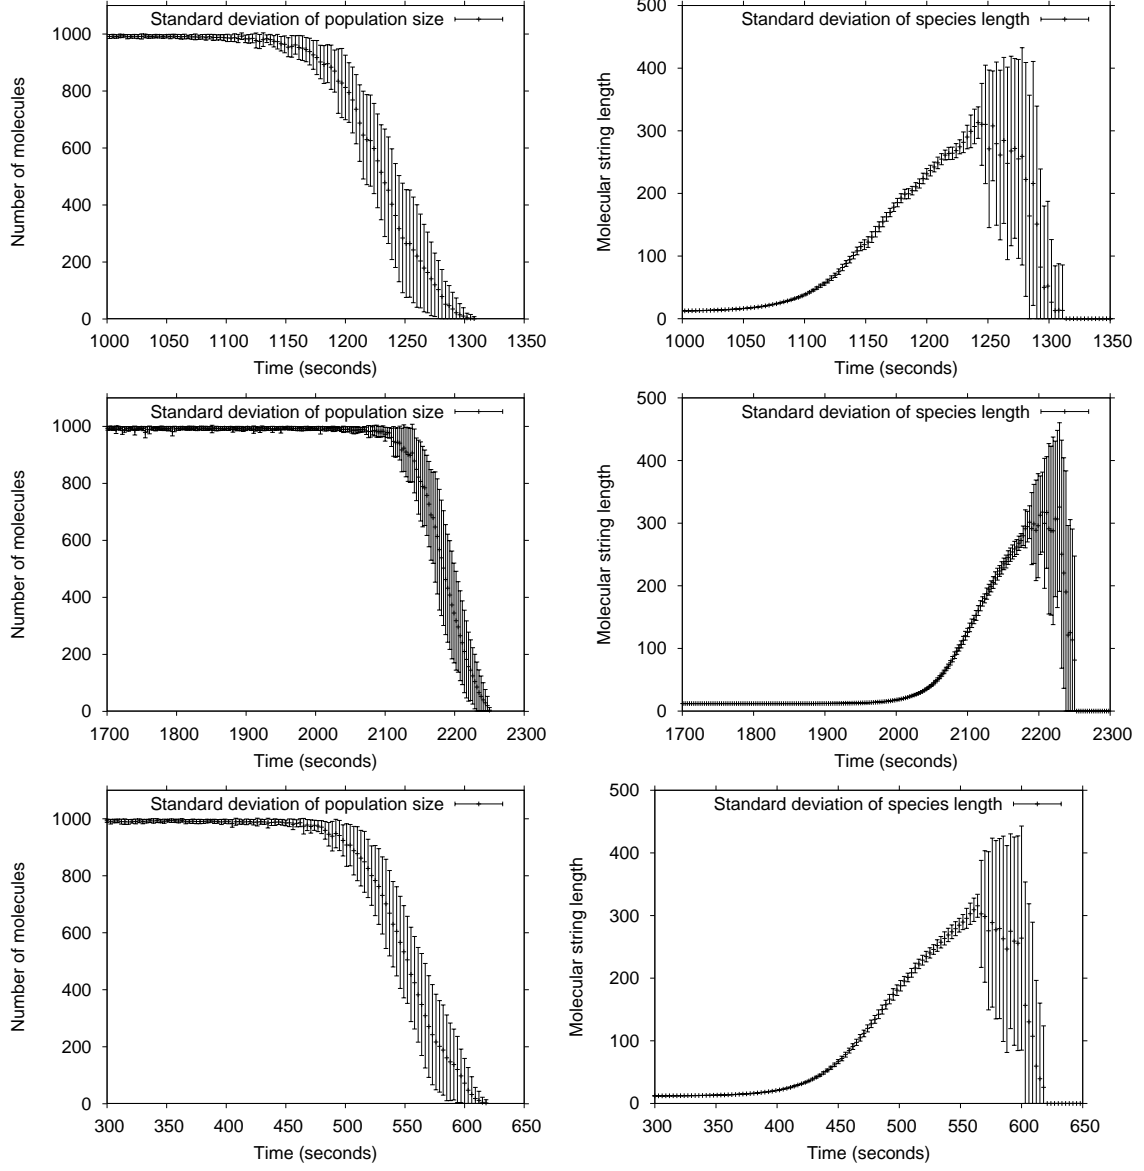 Standard deviation of population size
1000
800
600
400
200
0
Number of molecules
1000 1050 1100 1150 1200 1250 1300 1350
Time (seconds)
Standard deviation of species length
500
400
300
200
100
0
Molecular string length
1000 1050 1100 1150 1200 1250 1300 1350
Time (seconds)
Standard deviation of population size
1000
800
600
400
200
0
Number of molecules
1700 1800 1900 2000 2100 2200 2300
Time (seconds)
Standard deviation of species length
500
400
300
200
100
0
Molecular string length
1700 1800 1900 2000 2100 2200 2300
Time (seconds)
Standard deviation of population size
1000
800
600
400
200
0
Number of molecules
300 350 400 450 500 550 600 650
Time (seconds)
Standard deviation of species length
500
400
300
200
100
0
Molecular string length
300 350 400 450 500 550 600 650
Time (seconds)